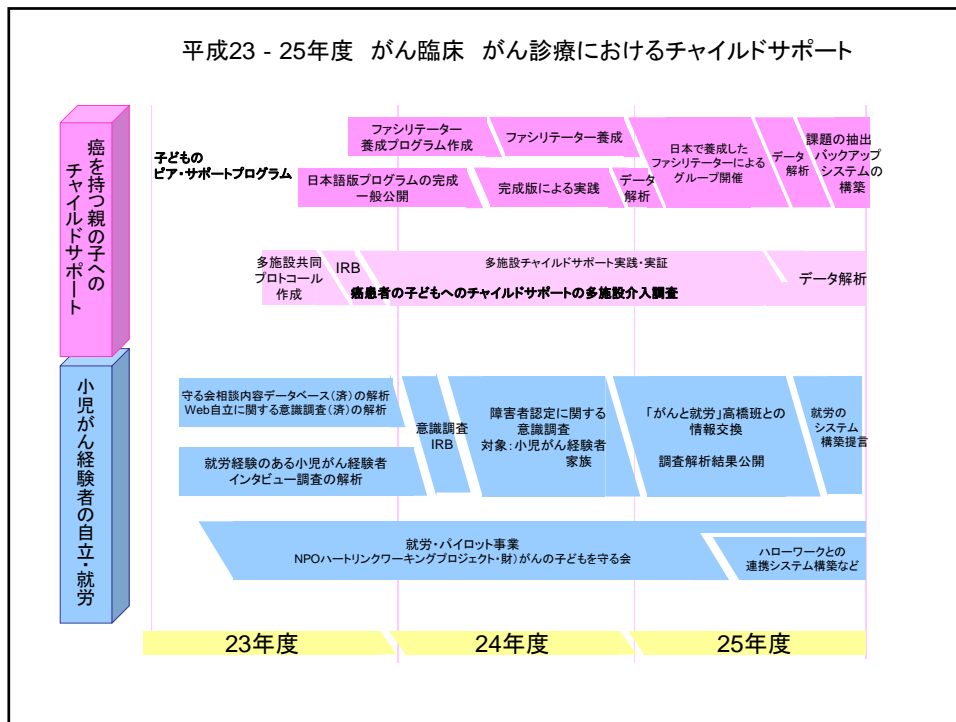 平成23 - 25年度　がん臨床　がん診療におけるチャイルドサポート
癌を持つ親の子への
チャイルドサポート
子どもの
ピア・サポートプログラム
ファシリテーター
養成プログラム作成
ファシリテーター養成
日本語版プログラムの完成
一般公開
完成版による実践
データ
解析
日本で養成した
ファシリテーターによる
グループ開催
データ
解析
課題の抽出
バックアップ
システムの
構築
多施設共同
プロトコール
作成
IRB
多施設チャイルドサポート実践・実証
癌患者の子どもへのチャイルドサポートの多施設介入調査
データ解析
小児がん経験者の自立・就労
守る会相談内容データベース（済）の解析
Web自立に関する意識調査（済）の解析
就労経験のある小児がん経験者
インタビュー調査の解析
意識調査
IRB
障害者認定に関する
意識調査
対象：小児がん経験者
家族
「がんと就労」高橋班との
情報交換
調査解析結果公開
就労の
システム
構築提言
就労・パイロット事業
NPOハートリンクワーキングプロジェクト・財）がんの子どもを守る会
ハローワークとの
連携システム構築など
23年度
24年度
25年度